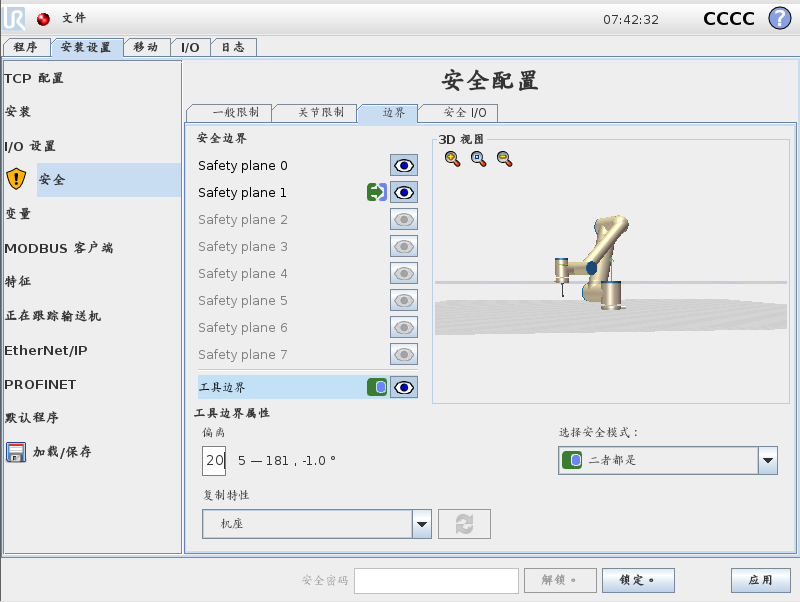 UR 文件 07:42:32 CCCC ?
程序 安装设置 移动 I/O 日志
TCP 配置
安装
I/O 设置
安全
变量
MODBUS 客户端
特征
正在跟踪输送机
EtherNet/IP
PROFINET
默认程序
加载/保存
安全配置
一般限制 关节限制 边界 安全 I/O
安全边界
Safety plane 0
Safety plane 1
Safety plane 2
Safety plane 3
Safety plane 4
Safety plane 5
Safety plane 6
Safety plane 7
工具边界
3D 视图
工具边界属性
偏离
20 5 — 181 , -1.0 °
复制特性
机座
选择安全模式：
二者都是
安全密码 解锁。 锁定。 应用